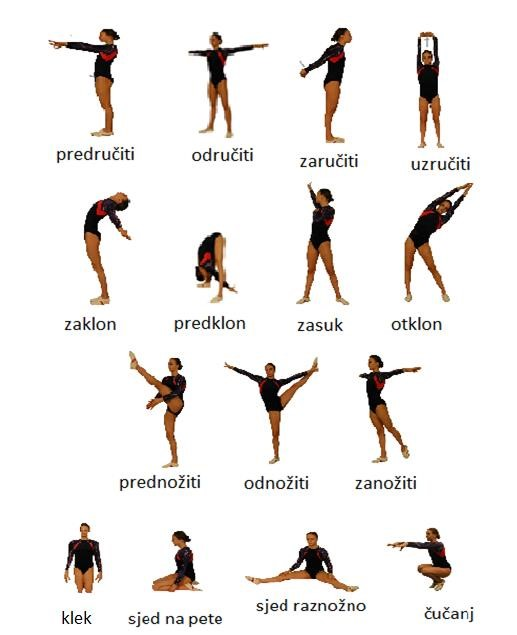 predručiti odručiti zaručiti uzručiti
zaklon predklon zasuk otklon
prednožiti odnožiti zanožiti
klek sjed na pete sjed raznožno čučanj